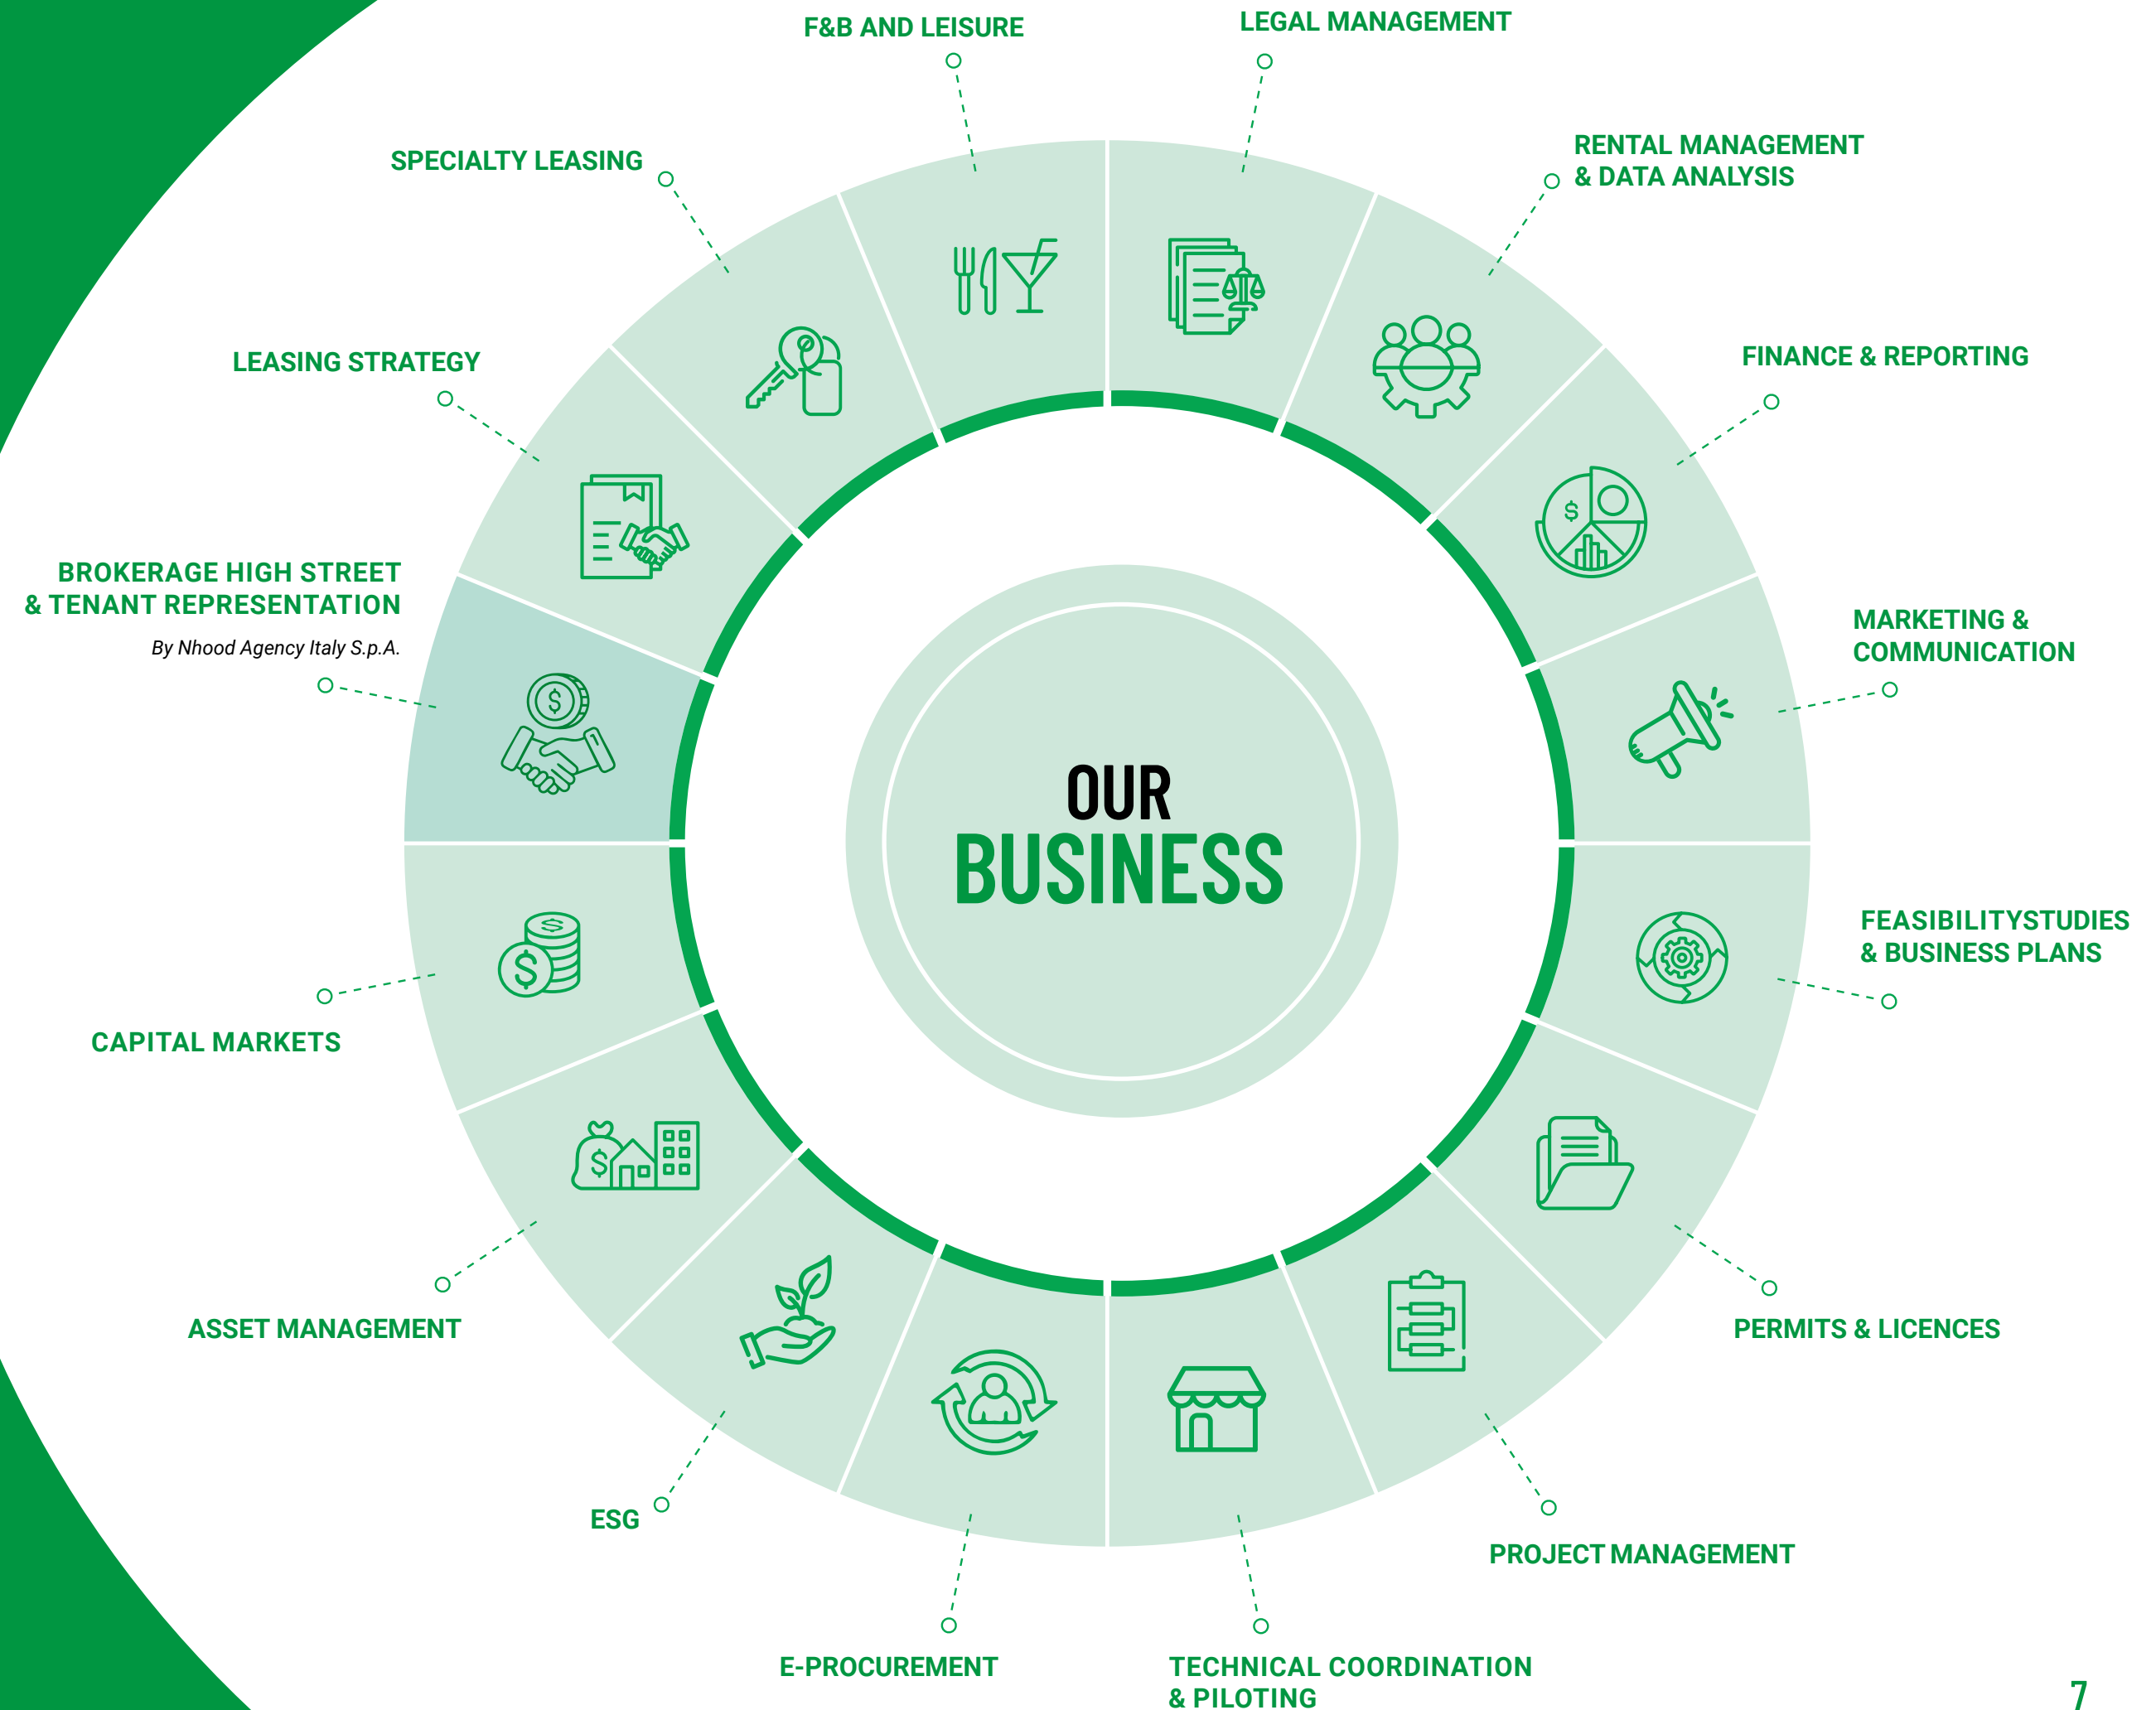 F&B AND LEISURE
LEGAL MANAGEMENT
SPECIALTY LEASING
RENTAL MANAGEMENT
& DATA ANALYSIS
LEASING STRATEGY
FINANCE & REPORTING
BROKERAGE HIGH STREET
& TENANT REPRESENTATION
By Nhood Agency Italy S.p.A.
MARKETING &
COMMUNICATION
OUR
BUSINESS
FEASIBILITYSTUDIES
& BUSINESS PLANS
CAPITAL MARKETS
ASSET MANAGEMENT
PERMITS & LICENCES
ESG
PROJECT MANAGEMENT
E-PROCUREMENT
TECHNICAL COORDINATION
& PILOTING
7